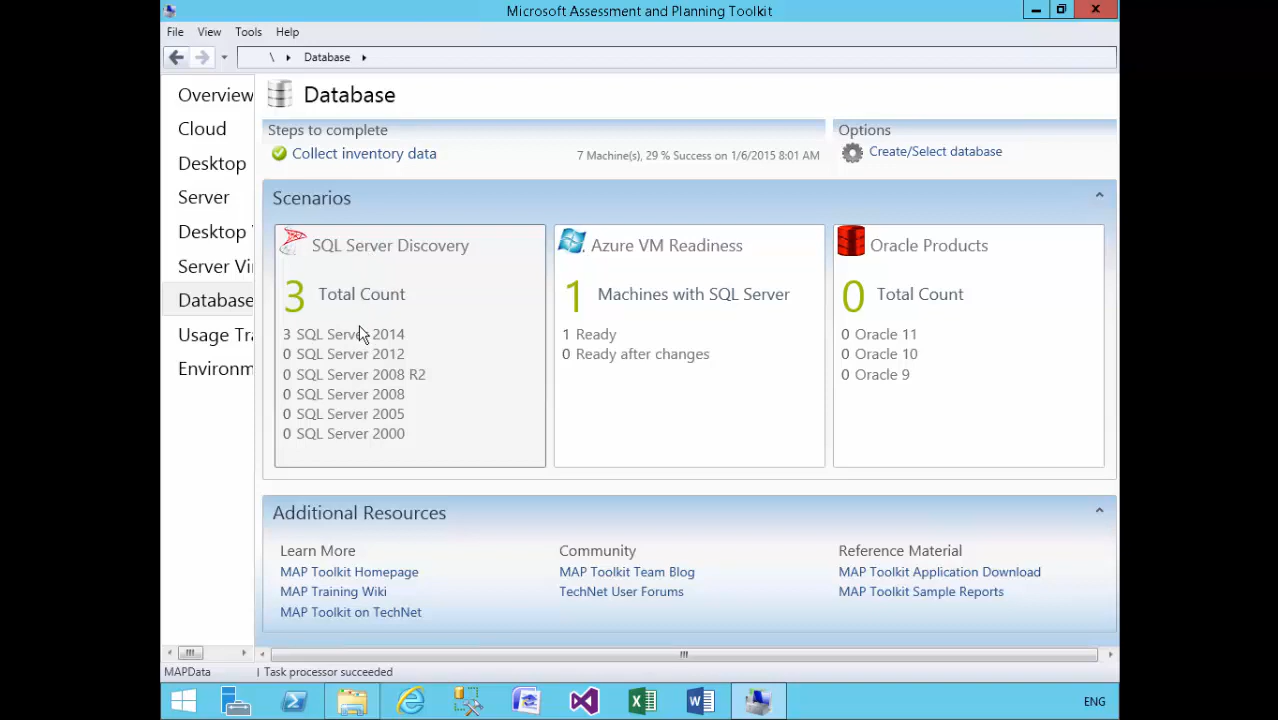 Microsoft Assessment and Planning Toolkit
File View Tools Help
\ Database
Overview
Cloud
Desktop
Server
Desktop
Server Vi
Database
Usage Tra
Environm
Database
Steps to complete
Collect inventory data
7 Machine(s), 29 % Success on 1/6/2015 8:01 AM
Options
Create/Select database
Scenarios
SQL Server Discovery
3 Total Count
3 SQL Server 2014
0 SQL Server 2012
0 SQL Server 2008 R2
0 SQL Server 2008
0 SQL Server 2005
0 SQL Server 2000
Azure VM Readiness
1 Machines with SQL Server
1 Ready
0 Ready after changes
Oracle Products
0 Total Count
0 Oracle 11
0 Oracle 10
0 Oracle 9
Additional Resources
Learn More
MAP Toolkit Homepage
MAP Training Wiki
MAP Toolkit on TechNet
Community
MAP Toolkit Team Blog
TechNet User Forums
Reference Material
MAP Toolkit Application Download
MAP Toolkit Sample Reports
MAPData
Task processor succeeded
ENG